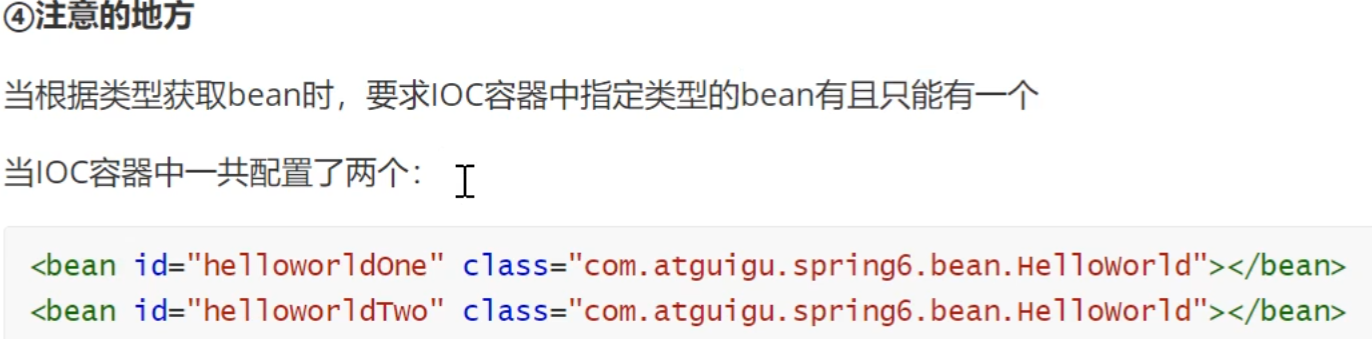 ④注意的地方
当根据类型获取bean时，要求IOC容器中指定类型的bean有且只能有一个
当IOC容器中一共配置了两个：
<bean id="helloworldOne" class="com.atguigu.spring6.bean.HelloWorld"></bean>
<bean id="helloworldTwo" class="com.atguigu.spring6.bean.HelloWorld"></bean>